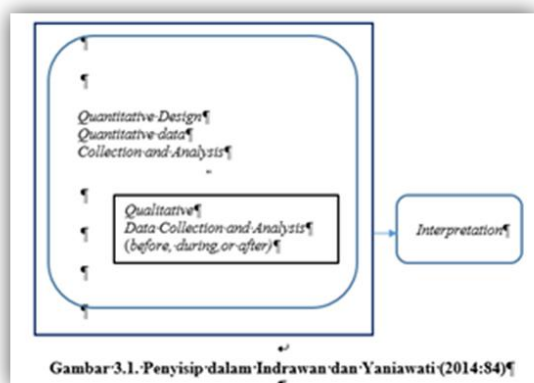 Quantitative Design
Quantitative data
Collection and Analysis
Qualitative
Data Collection and Analysis
(before, during, or after)
Interpretation
Gambar 3.1. Penyisip dalam Indrawan dan Yaniawati (2014:84)